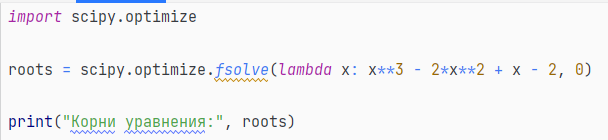 import scipy.optimize
roots = scipy.optimize.fsolve(lambda x: x**3 - 2*x**2 + x - 2, 0)
print("Корни уравнения:", roots)